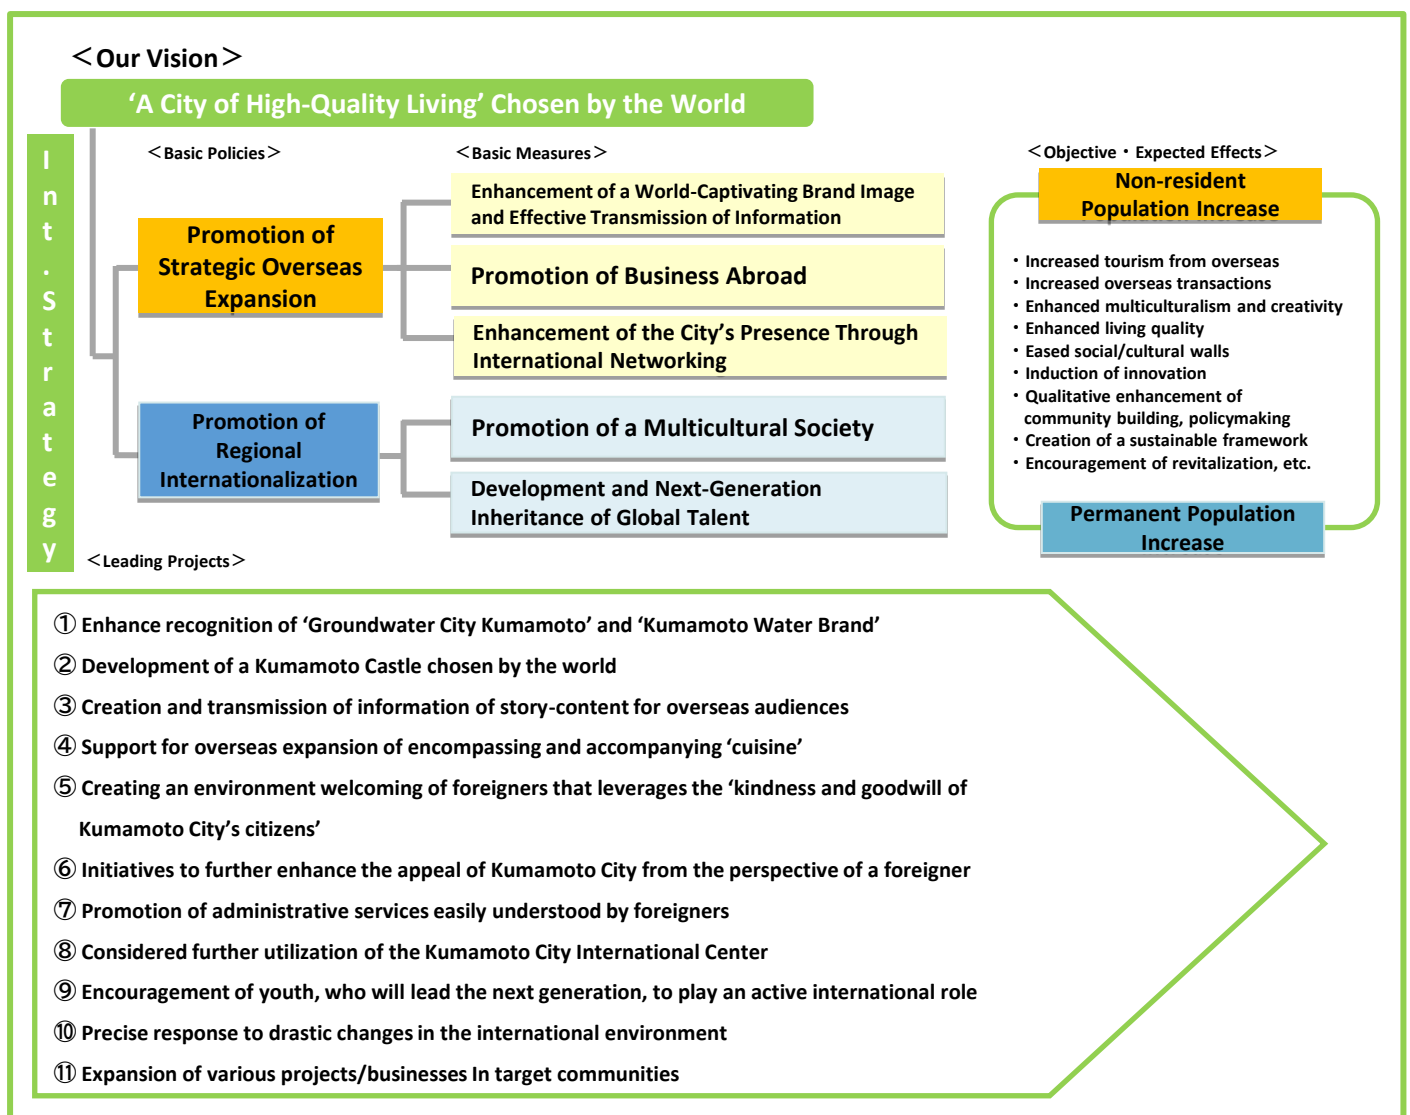 ＜Our Vision＞
‘A City of High-Quality Living’ Chosen by the World
Int.Strategy
＜Basic Policies＞
＜Basic Measures＞
＜Objective・Expected Effects＞
Promotion of
Strategic Overseas
Expansion
Enhancement of a World-Captivating Brand Image
and Effective Transmission of Information
Promotion of Business Abroad
Enhancement of the City’s Presence Through
International Networking
Promotion of
Regional
Internationalization
Promotion of a Multicultural Society
Development and Next-Generation
Inheritance of Global Talent
Non-resident
Population Increase
・Increased tourism from overseas
・Increased overseas transactions
・Enhanced multiculturalism and creativity
・Enhanced living quality
・Eased social/cultural walls
・Induction of innovation
・Qualitative enhancement of
community building, policymaking
・Creation of a sustainable framework
・Encouragement of revitalization, etc.
Permanent Population
Increase
＜Leading Projects＞
① Enhance recognition of ‘Groundwater City Kumamoto’ and ‘Kumamoto Water Brand’
② Development of a Kumamoto Castle chosen by the world
③ Creation and transmission of information of story-content for overseas audiences
④ Support for overseas expansion of encompassing and accompanying ‘cuisine’
⑤ Creating an environment welcoming of foreigners that leverages the ‘kindness and goodwill of
Kumamoto City’s citizens’
⑥ Initiatives to further enhance the appeal of Kumamoto City from the perspective of a foreigner
⑦ Promotion of administrative services easily understood by foreigners
⑧ Considered further utilization of the Kumamoto City International Center
⑨ Encouragement of youth, who will lead the next generation, to play an active international role
⑩ Precise response to drastic changes in the international environment
⑪ Expansion of various projects/businesses In target communities